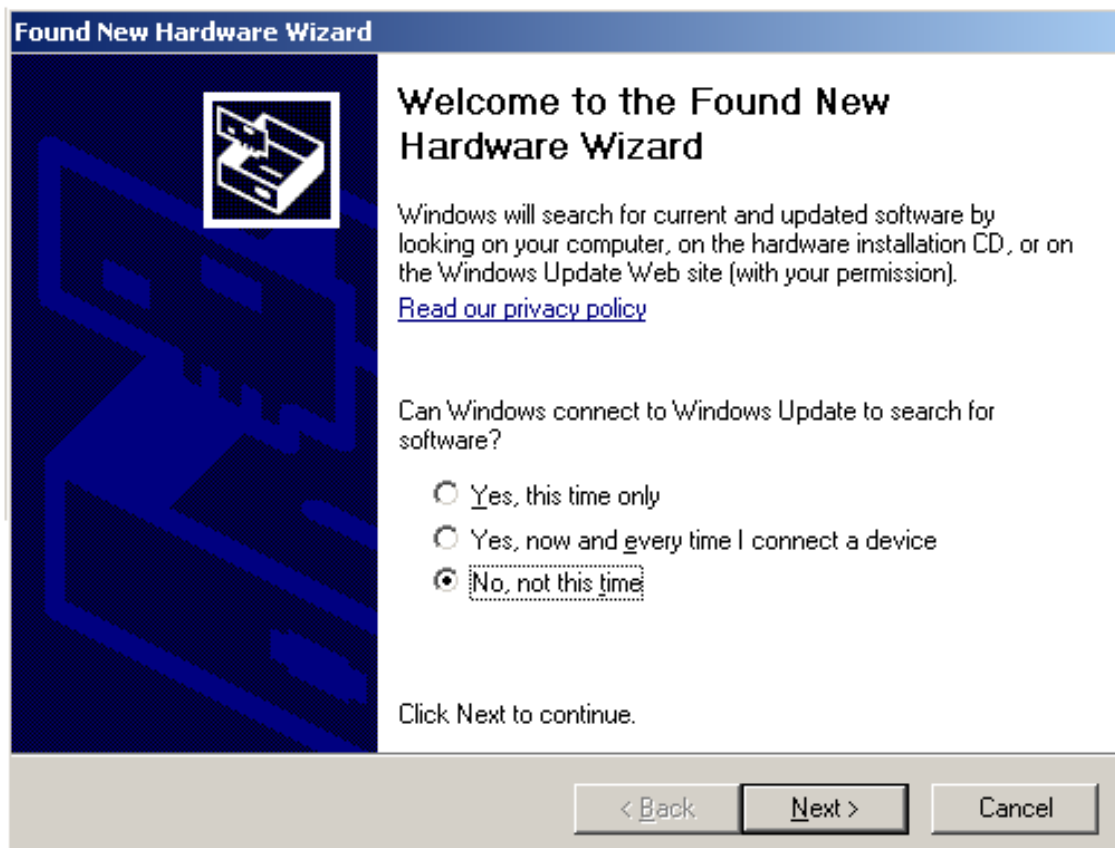 Found New Hardware Wizard
Welcome to the Found New
Hardware Wizard
Windows will search for current and updated software by
looking on your computer, on the hardware installation CD, or on
the Windows Update Web site (with your permission).
Read our privacy policy
Can Windows connect to Windows Update to search for
software?
Yes, this time only
Yes, now and every time I connect a device
No, not this time
Click Next to continue.
< Back Next > Cancel